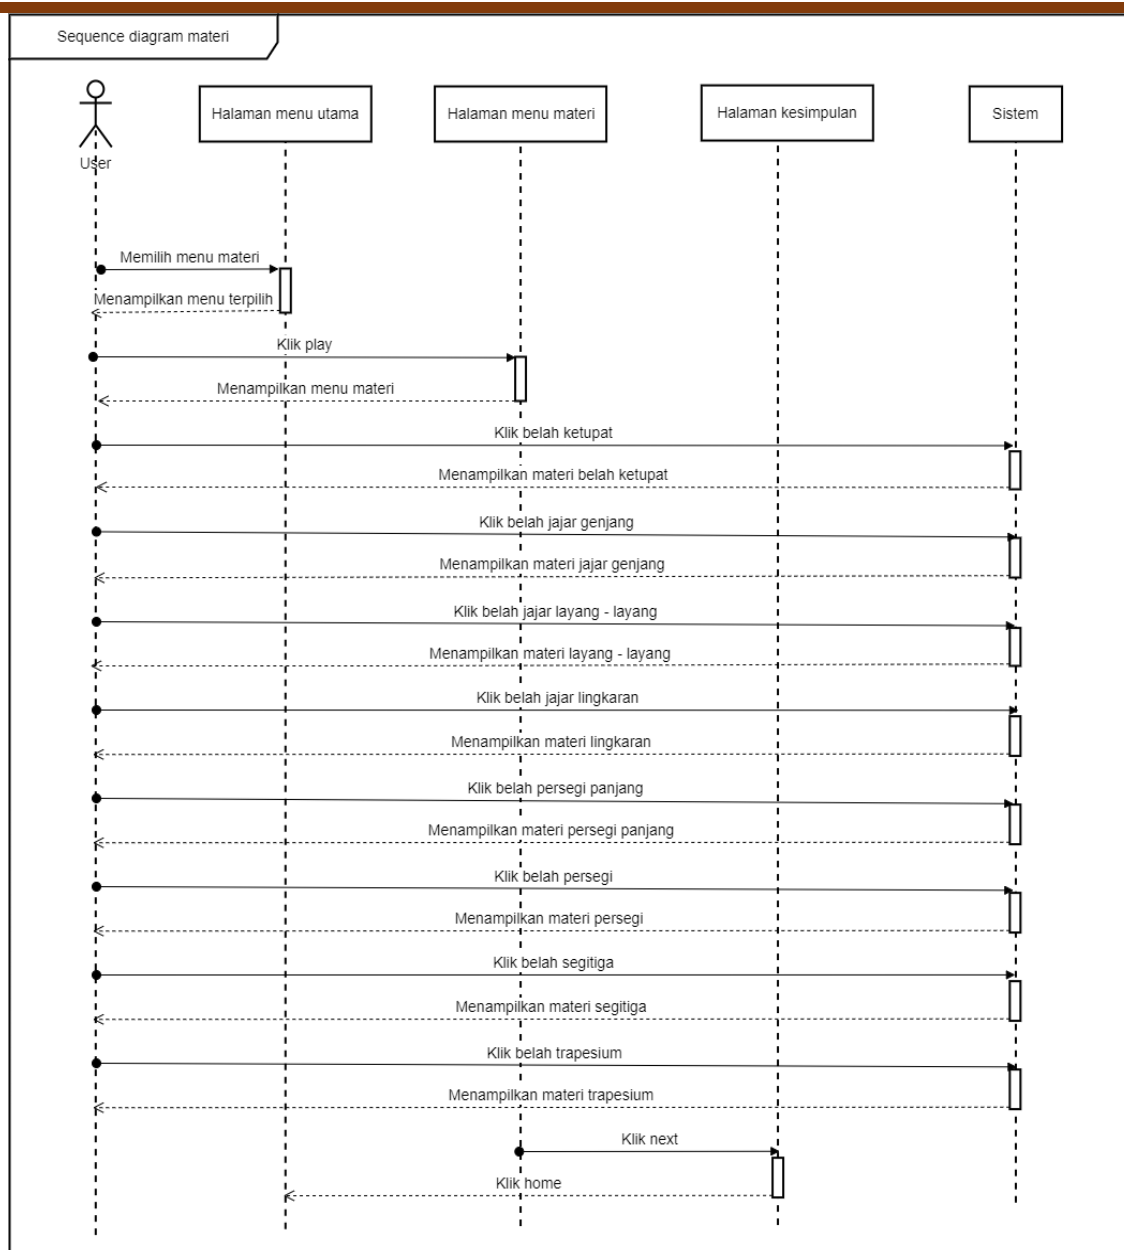 Sequence diagram materi
Halaman menu utama
Halaman menu materi
Halaman kesimpulan
Sistem
User
Memilih menu materi
Menampilkan menu terpilih
Klik play
Menampilkan menu materi
Klik belah ketupat
Menampilkan materi belah ketupat
Klik belah jajar genjang
Menampilkan materi jajar genjang
Klik belah jajar layang - layang
Menampilkan materi layang - layang
Klik belah jajar lingkaran
Menampilkan materi lingkaran
Klik belah persegi panjang
Menampilkan materi persegi panjang
Klik belah persegi
Menampilkan materi persegi
Klik belah segitiga
Menampilkan materi segitiga
Klik belah trapesium
Menampilkan materi trapesium
Klik next
Klik home